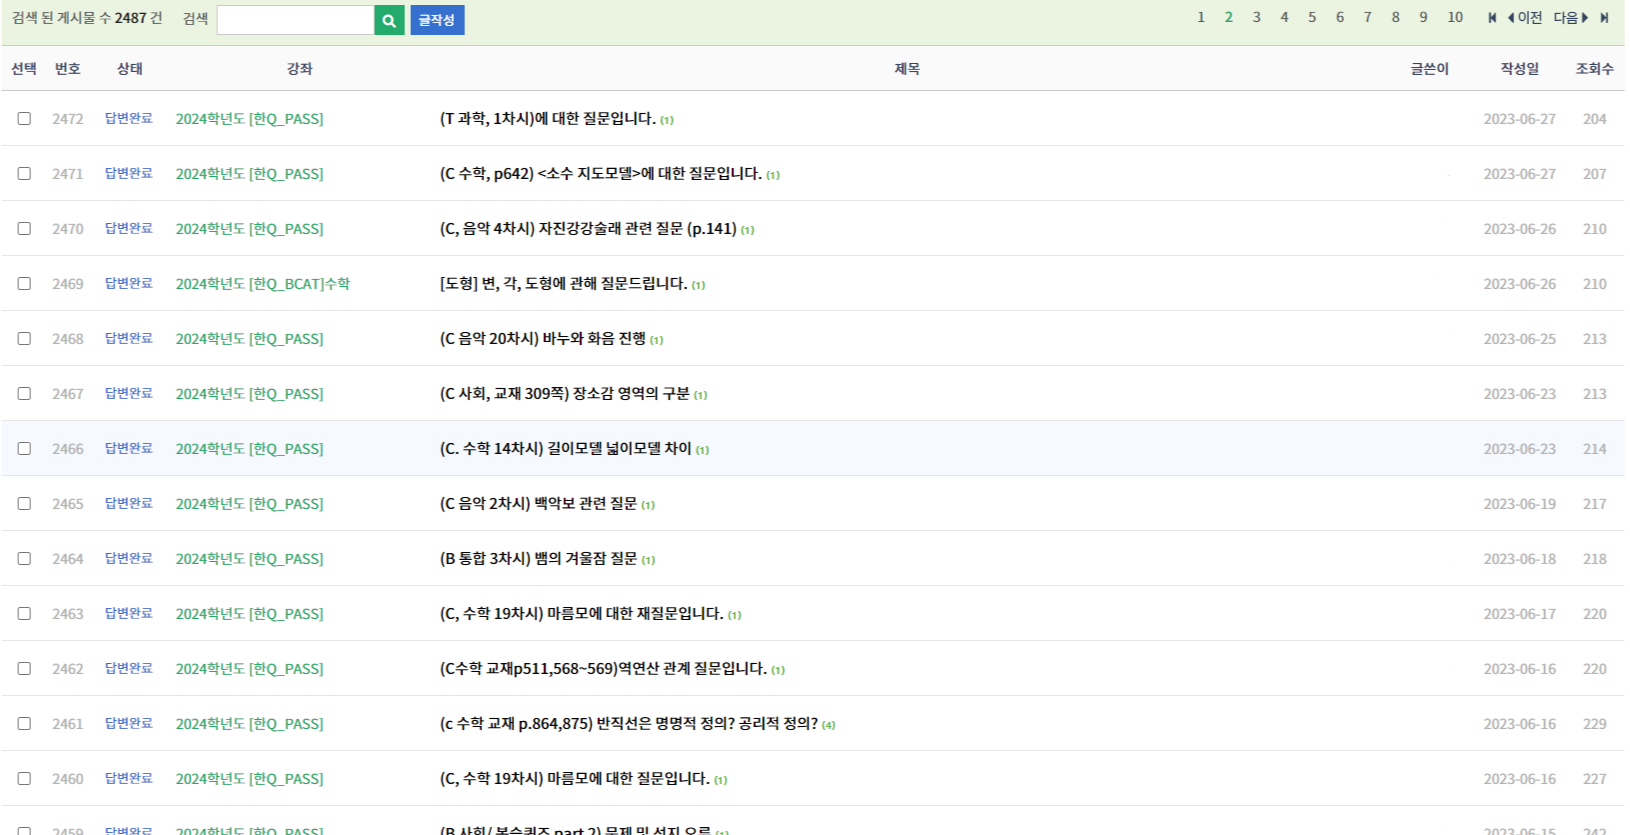 검색 된 게시물 수 2487 건 검색 글작성 1 2 3 4 5 6 7 8 9 10 이전 다음
선택 번호 상태 강좌 제목 글쓴이 작성일 조회수
2472 답변완료 2024학년도 [한Q_PASS] (T 과학, 1차시)에 대한 질문입니다. (1) 2023-06-27 204
2471 답변완료 2024학년도 [한Q_PASS] (C 수학, p642) <소수 지도모델>에 대한 질문입니다. (1) 2023-06-27 207
2470 답변완료 2024학년도 [한Q_PASS] (C, 음악 4차시) 자진강강술래 관련 질문 (p.141) (1) 2023-06-26 210
2469 답변완료 2024학년도 [한Q_BCAT]수학 [도형] 변, 각, 도형에 관해 질문드립니다. (1) 2023-06-26 210
2468 답변완료 2024학년도 [한Q_PASS] (C 음악 20차시) 바누와 화음 진행 (1) 2023-06-25 213
2467 답변완료 2024학년도 [한Q_PASS] (C 사회, 교재 309쪽) 장소감 영역의 구분 (1) 2023-06-23 213
2466 답변완료 2024학년도 [한Q_PASS] (C. 수학 14차시) 길이모델 넓이모델 차이 (1) 2023-06-23 214
2465 답변완료 2024학년도 [한Q_PASS] (C 음악 2차시) 백악보 관련 질문 (1) 2023-06-19 217
2464 답변완료 2024학년도 [한Q_PASS] (B 통합 3차시) 뱀의 겨울잠 질문 (1) 2023-06-18 218
2463 답변완료 2024학년도 [한Q_PASS] (C, 수학 19차시) 마름모에 대한 재질문입니다. (1) 2023-06-17 220
2462 답변완료 2024학년도 [한Q_PASS] (C수학 교재p511,568~569)역연산 관계 질문입니다. (1) 2023-06-16 220
2461 답변완료 2024학년도 [한Q_PASS] (c 수학 교재 p.864,875) 반직선은 명명적 정의? 공리적 정의? (4) 2023-06-16 229
2460 답변완료 2024학년도 [한Q_PASS] (C, 수학 19차시) 마름모에 대한 질문입니다. (1) 2023-06-16 227
2459 답변완료 2024학년도 [한Q_PASS] (B 사회/ 복습퀴즈 part 2) 문제 및 선지 오류 (1) 2023-06-15 242